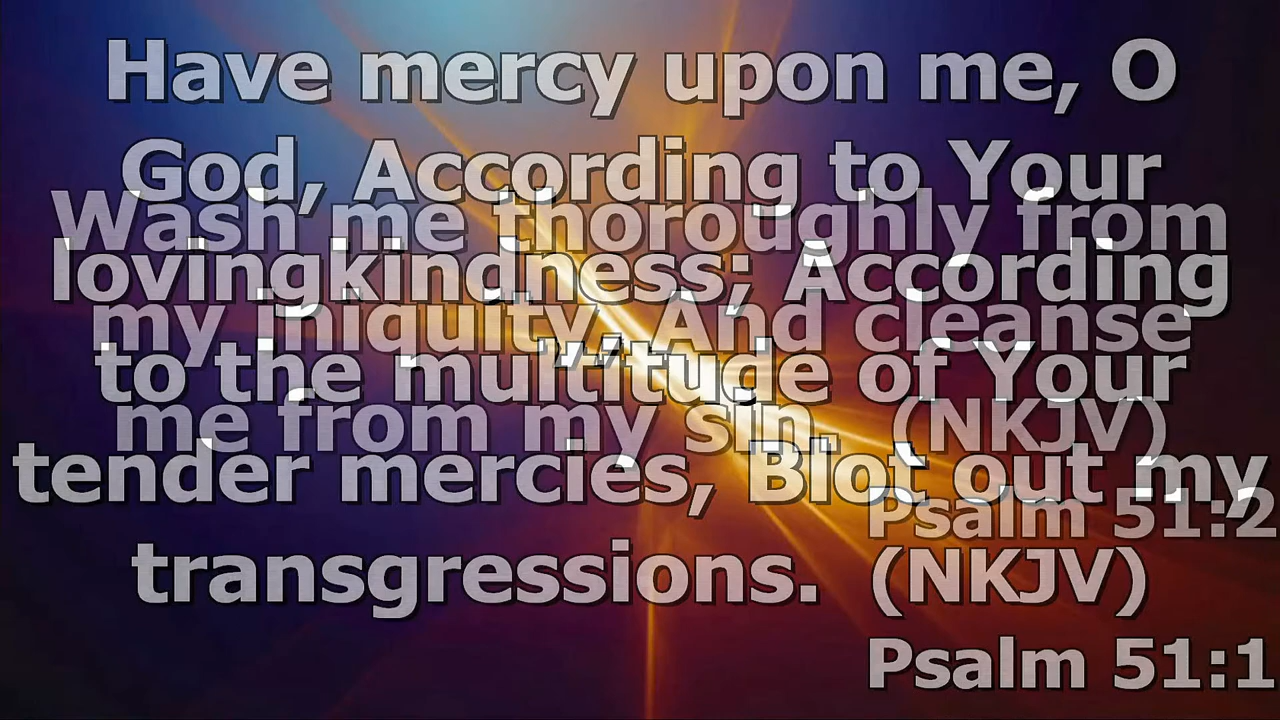 Have mercy upon me, O
God, According to Your
lovingkindness; According
to the multitude of Your
tender mercies, Blot out my
transgressions. (NKJV)
Psalm 51:1
Wash me thoroughly from
my iniquity, And cleanse
me from my sin. (NKJV)
Psalm 51:2